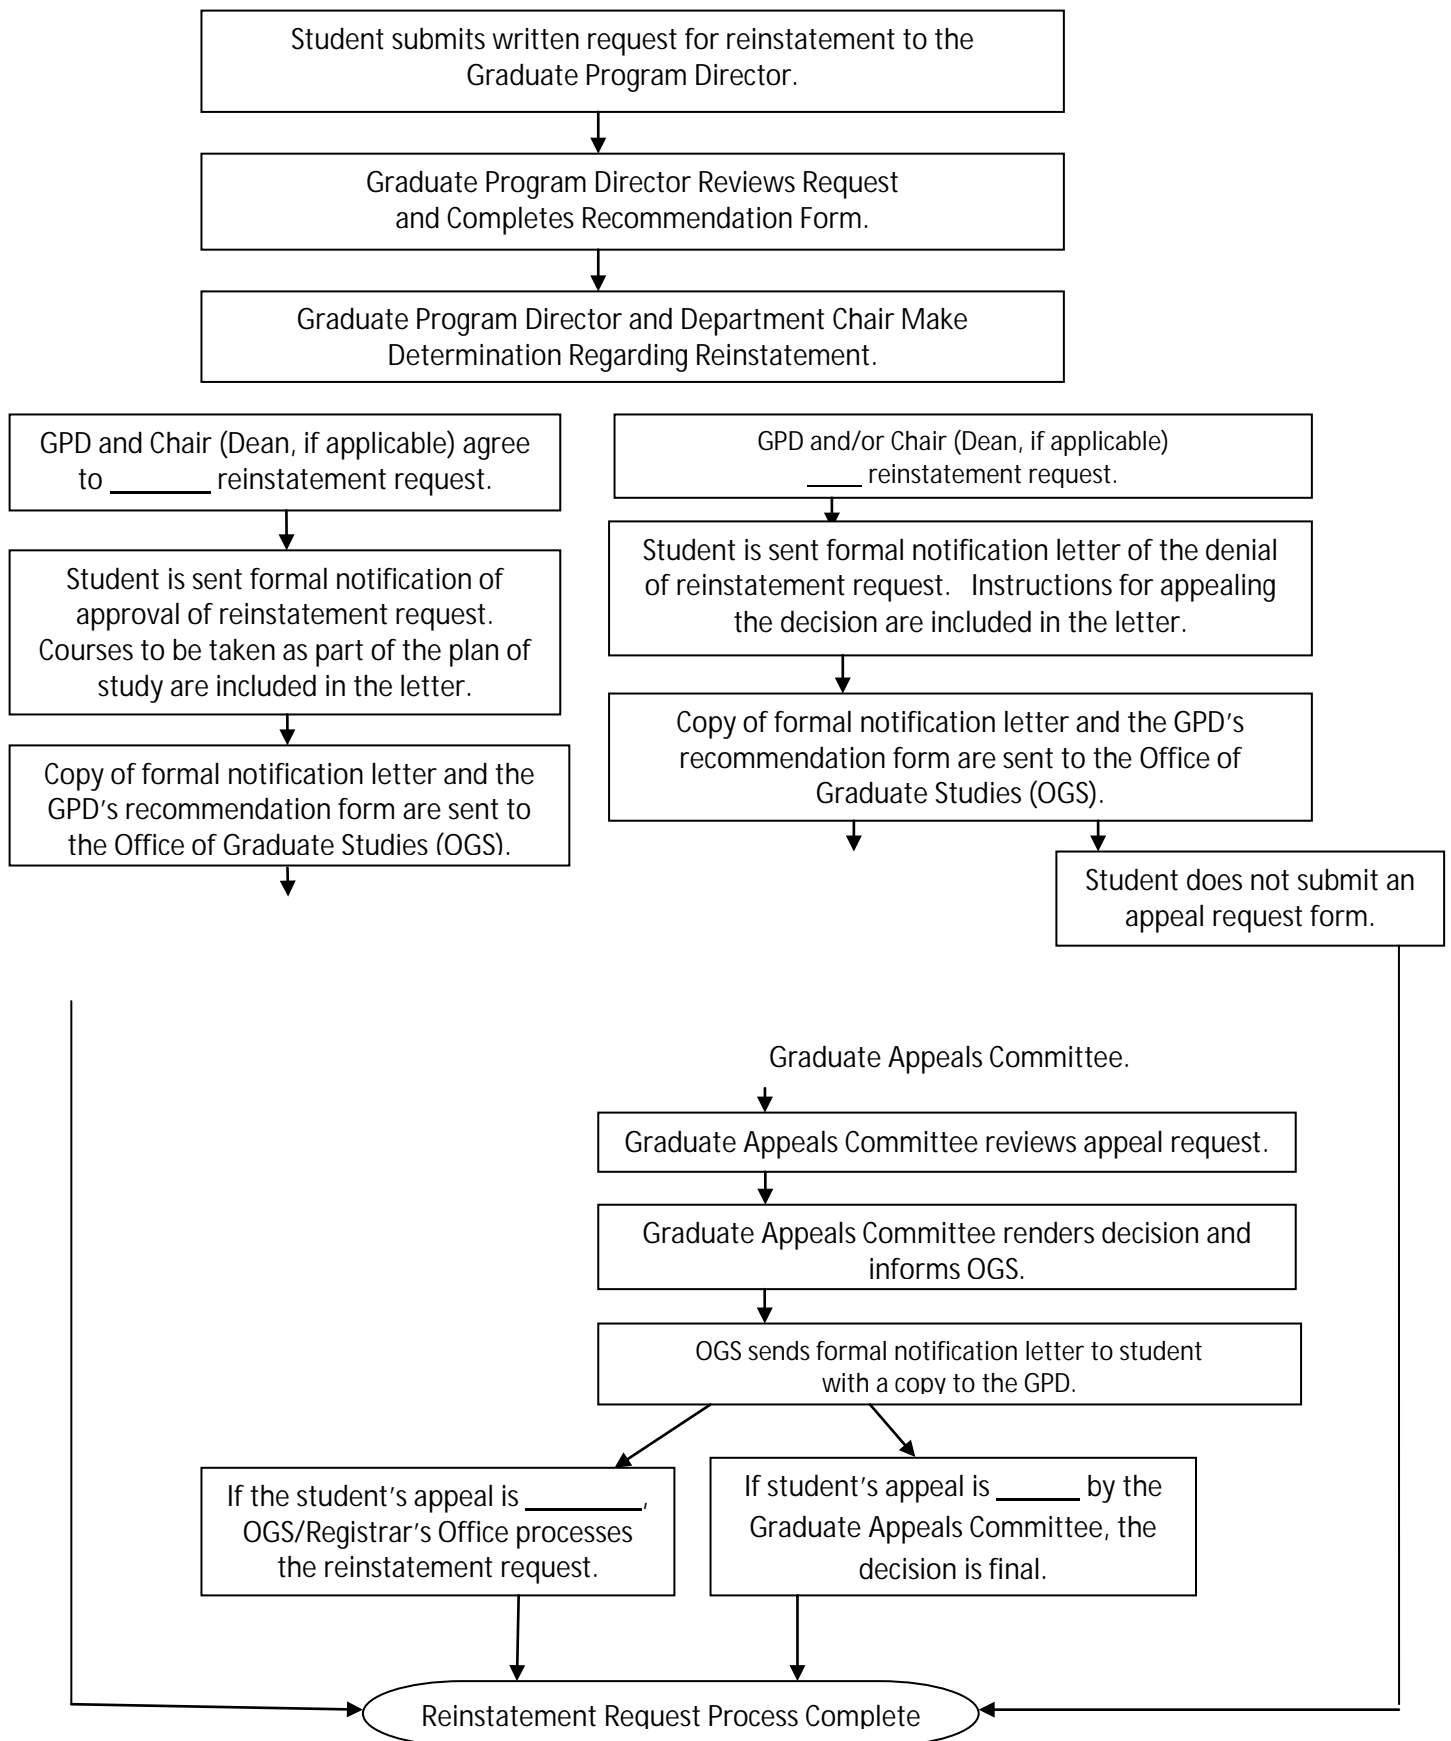 Student submits written request for reinstatement to the
Graduate Program Director.
Graduate Program Director Reviews Request
and Completes Recommendation Form.
Graduate Program Director and Department Chair Make
Determination Regarding Reinstatement.
GPD and Chair (Dean, if applicable) agree
to _______ reinstatement request.
Student is sent formal notification of
approval of reinstatement request.
Courses to be taken as part of the plan of
study are included in the letter.
Copy of formal notification letter and the
GPD's recommendation form are sent to
the Office of Graduate Studies (OGS).
GPD and/or Chair (Dean, if applicable)
____ reinstatement request.
Student is sent formal notification letter of the denial
of reinstatement request. Instructions for appealing
the decision are included in the letter.
Copy of formal notification letter and the GPD's
recommendation form are sent to the Office of
Graduate Studies (OGS).
Student does not submit an
appeal request form.
Graduate Appeals Committee.
Graduate Appeals Committee reviews appeal request.
Graduate Appeals Committee renders decision and
informs OGS.
OGS sends formal notification letter to student
with a copy to the GPD.
If the student's appeal is ________,
OGS/Registrar's Office processes
the reinstatement request.
If student's appeal is ______ by the
Graduate Appeals Committee, the
decision is final.
Reinstatement Request Process Complete